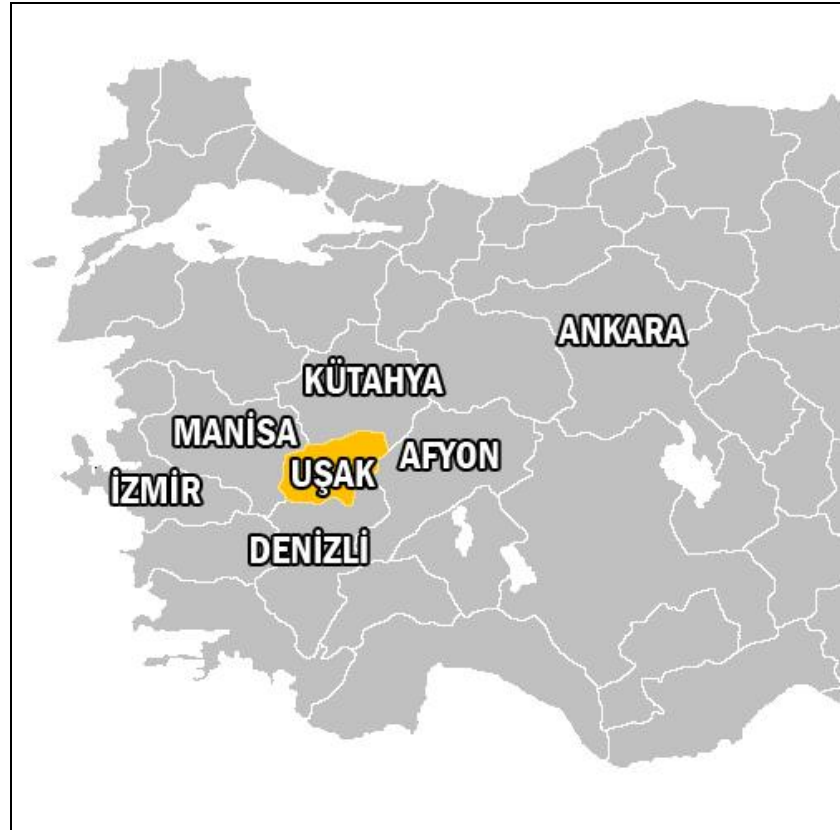 ANKARA
KÜTAHYA
MANİSA
AFYON
UŞAK
İZMİR
DENİZLİ